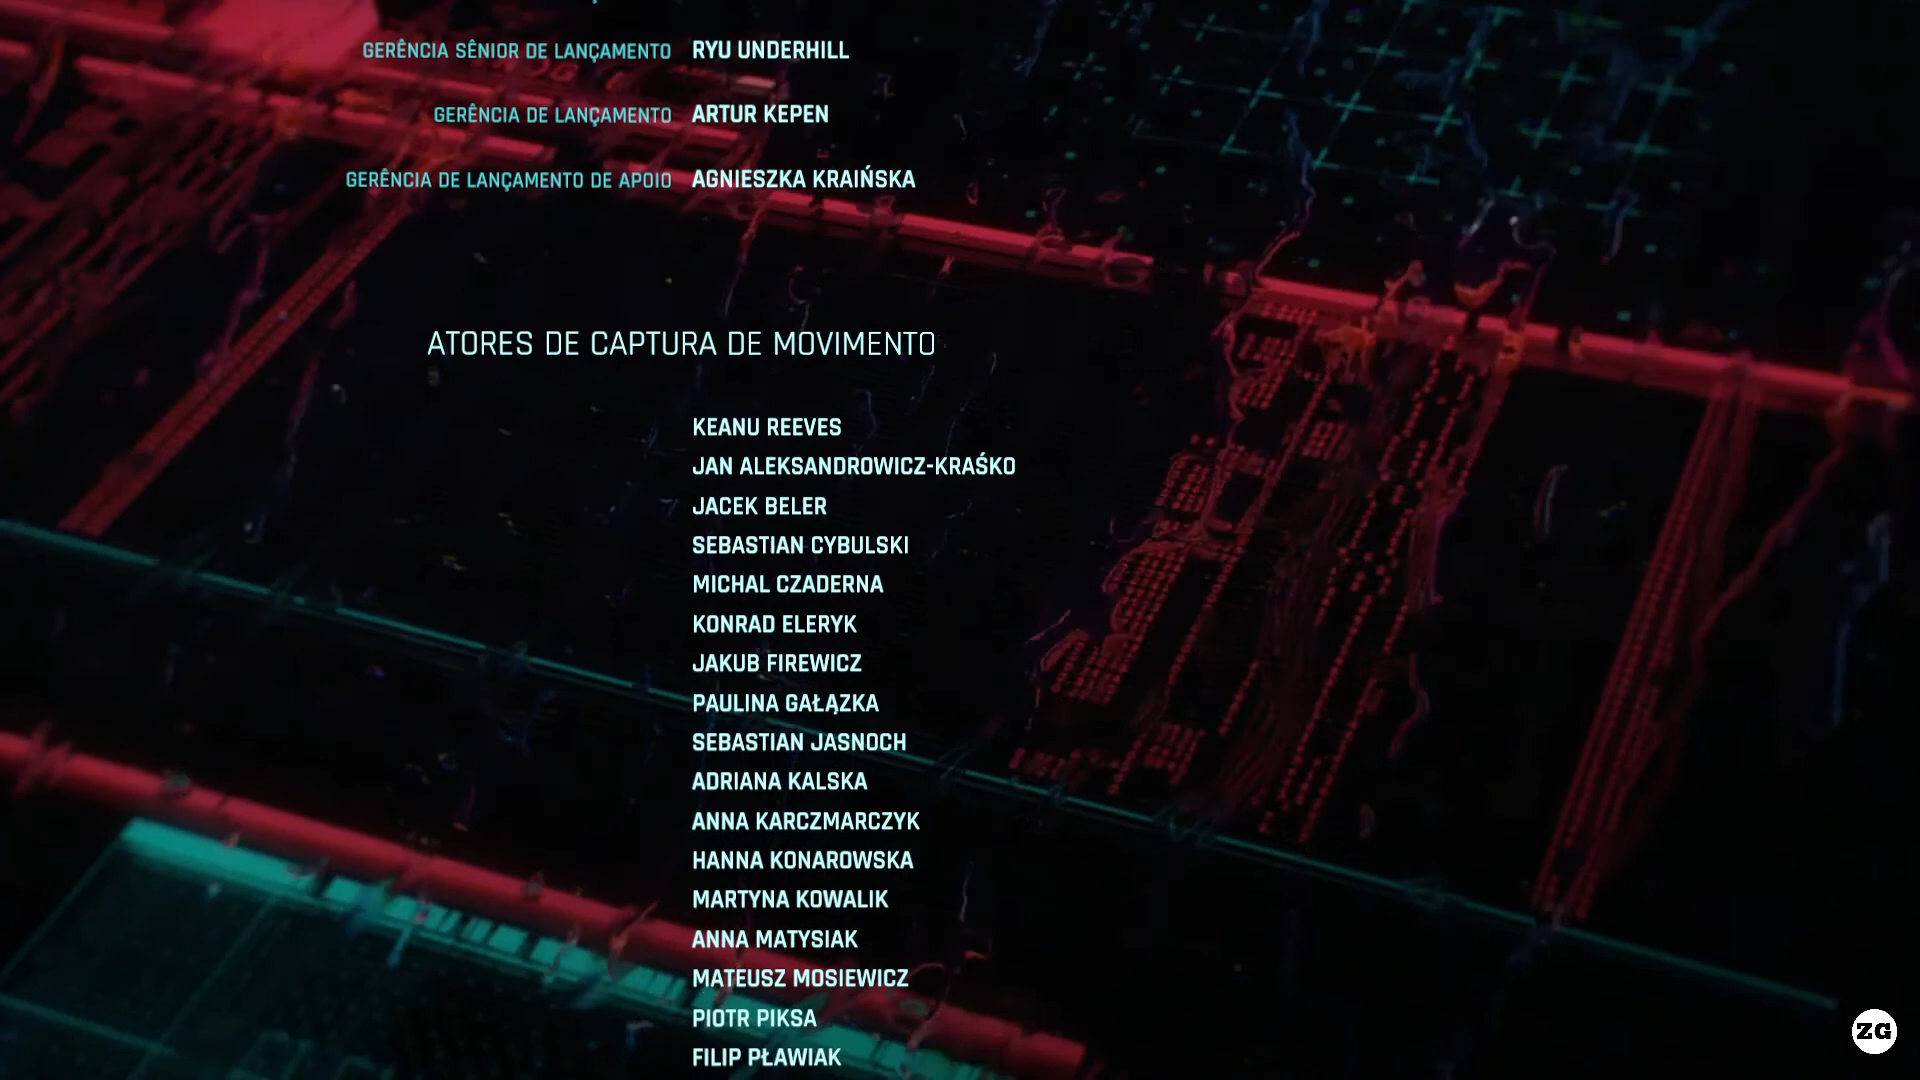 GERÊNCIA SÊNIOR DE LANÇAMENTO RYU UNDERHILL
GERÊNCIA DE LANÇAMENTO ARTUR KEPEN
GERÊNCIA DE LANÇAMENTO DE APOIO AGNIESZKA KRAIŃSKA
ATORES DE CAPTURA DE MOVIMENTO
KEANU REEVES
JAN ALEKSANDROWICZ-KRAŚKO
JACEK BELER
SEBASTIAN CYBULSKI
MICHAL CZADERNA
KONRAD ELERYK
JAKUB FIREWICZ
PAULINA GAŁĄZKA
SEBASTIAN JASNOCH
ADRIANA KALSKA
ANNA KARCZMARCZYK
HANNA KONAROWSKA
MARTYNA KOWALIK
ANNA MATYSIAK
MATEUSZ MOSIEWICZ
PIOTR PIKSA
FILIP PŁAWIAK
ZG